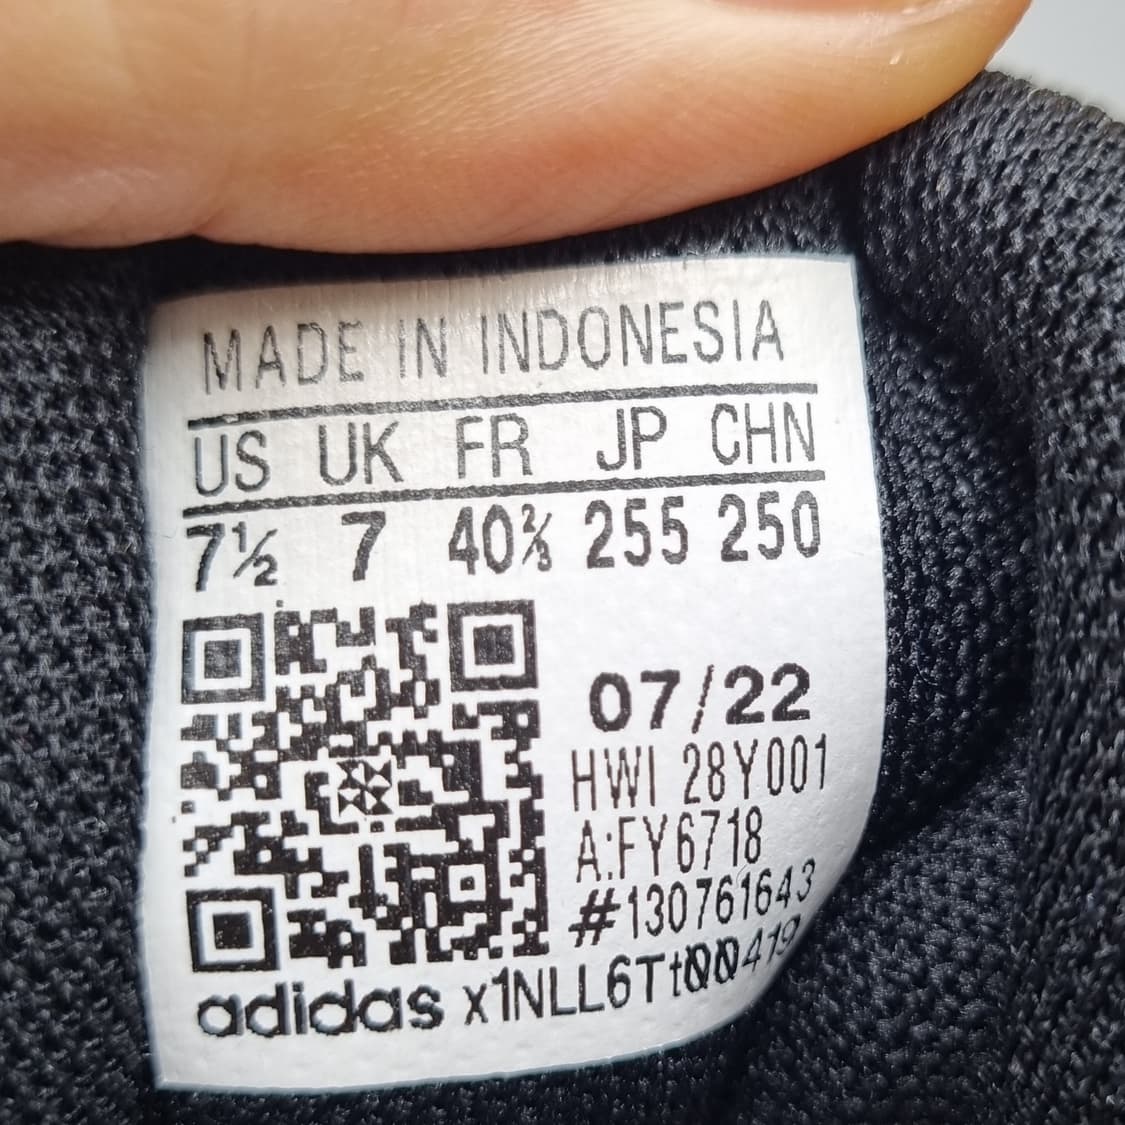 MADE IN INDONESIA
US UK FR JP CHN
7½ 7 40⅔ 255 250
07/22
HWI 28Y001
A:FY6718
#130761643
adidas x1NLL6Tt00419